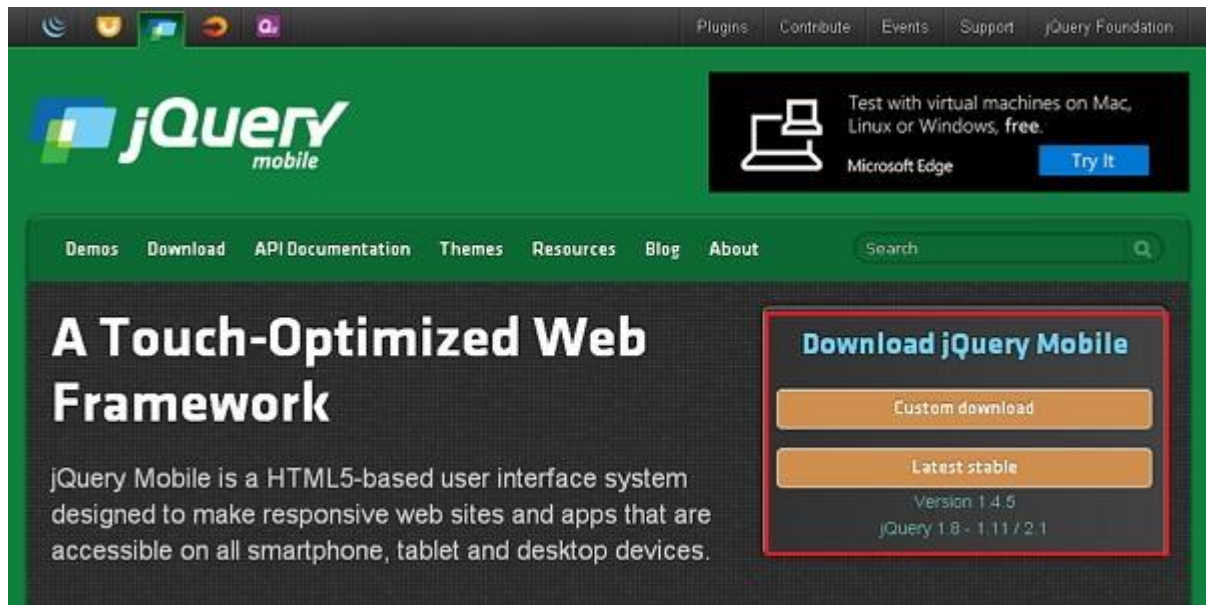 Plugins Contribute Events Support jQuery Foundation
jQuery
mobile
Test with virtual machines on Mac,
Linux or Windows, free.
Microsoft Edge
Try It
Demos Download API Documentation Themes Resources Blog About Search
A Touch-Optimized Web
Framework
jQuery Mobile is a HTML5-based user interface system
designed to make responsive web sites and apps that are
accessible on all smartphone, tablet and desktop devices.
Download jQuery Mobile
Custom download
Latest stable
Version 1.4.5
jQuery 1.8 - 1.11 / 2.1